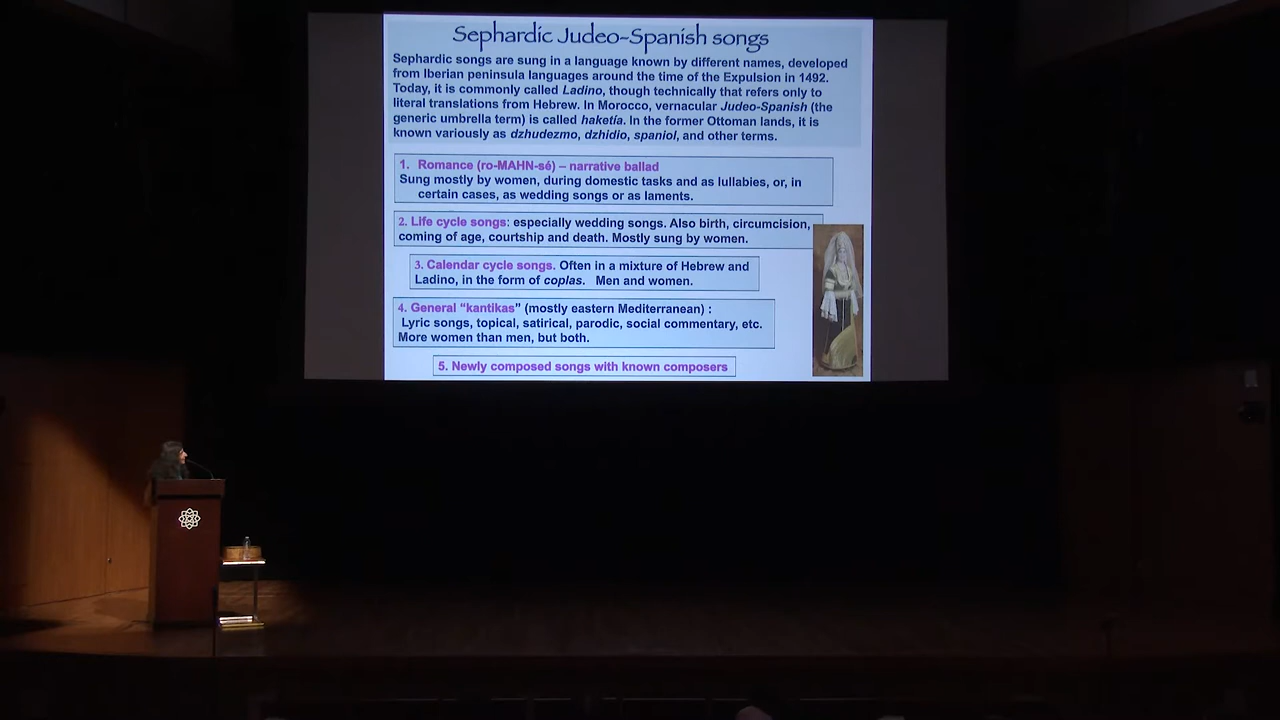 Sephardic Judeo-Spanish songs
Sephardic songs are sung in a language known by different names, developed
from Iberian peninsula languages around the time of the Expulsion in 1492.
Today, it is commonly called Ladino, though technically that refers only to
literal translations from Hebrew. In Morocco, vernacular Judeo-Spanish (the
generic umbrella term) is called haketía. In the former Ottoman lands, it is
known variously as dzhudezmo, dzhidio, spaniol, and other terms.
1. Romance (ro-MAHN-sé) – narrative ballad
Sung mostly by women, during domestic tasks and as lullabies, or, in
certain cases, as wedding songs or as laments.
2. Life cycle songs: especially wedding songs. Also birth, circumcision,
coming of age, courtship and death. Mostly sung by women.
3. Calendar cycle songs. Often in a mixture of Hebrew and
Ladino, in the form of coplas. Men and women.
4. General “kantikas” (mostly eastern Mediterranean) :
Lyric songs, topical, satirical, parodic, social commentary, etc.
More women than men, but both.
5. Newly composed songs with known composers